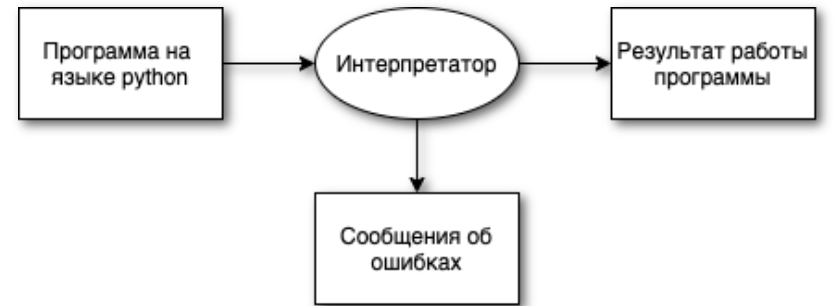 Программа на
языке python
Интерпретатор
Результат работы
программы
Сообщения об
ошибках